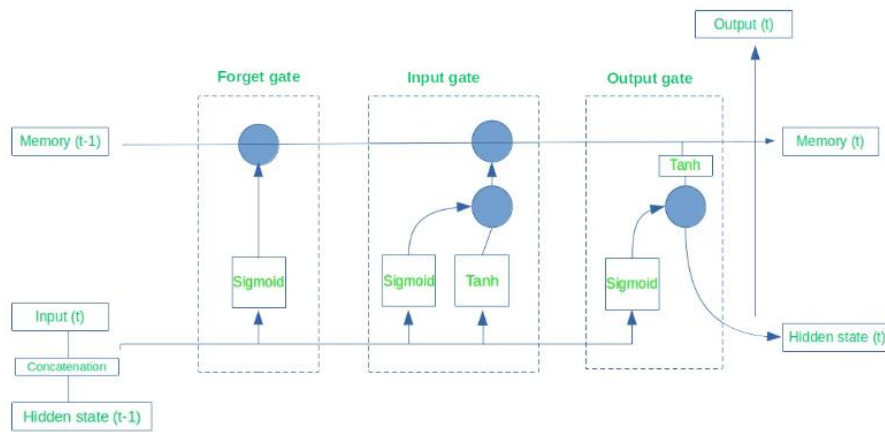 Output (t)
Forget gate
Input gate
Output gate
Memory (t-1)
Memory (t)
Tanh
Sigmoid
Sigmoid
Tanh
Sigmoid
Input (t)
Hidden state (t)
Concatenation
Hidden state (t-1)